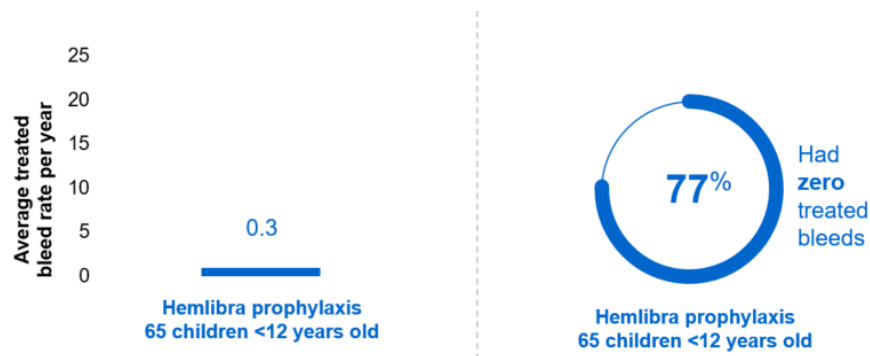 Average treated
bleed rate per year
25
20
15
10
5
0
0.3
Hemlibra prophylaxis
65 children <12 years old
77%
Had
zero
treated
bleeds
Hemlibra prophylaxis
65 children <12 years old